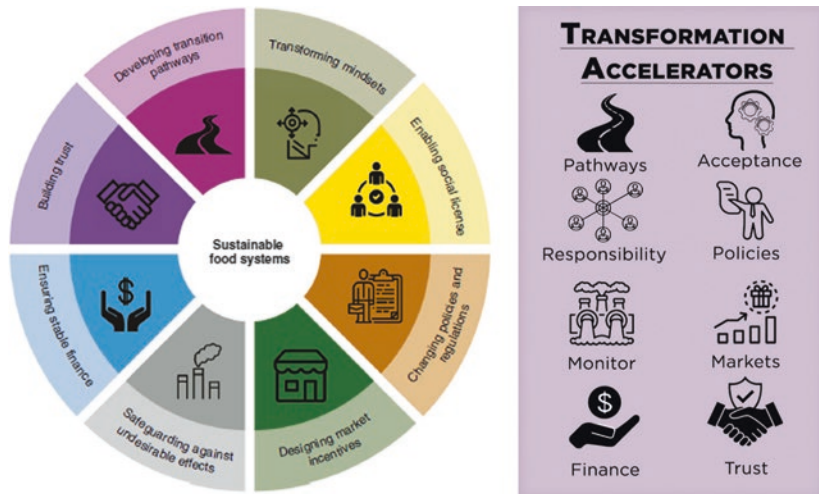 Developing transition
pathways
Transforming mindsets
Enabling social license
Changing policies and
regulations
Designing market
incentives
Safeguarding against
undesirable effects
Ensuring stable finance
Building trust
Sustainable
food systems
$
TRANSFORMATION
ACCELERATORS
Pathways
Acceptance
Responsibility
Policies
Monitor
Markets
$
Finance
Trust